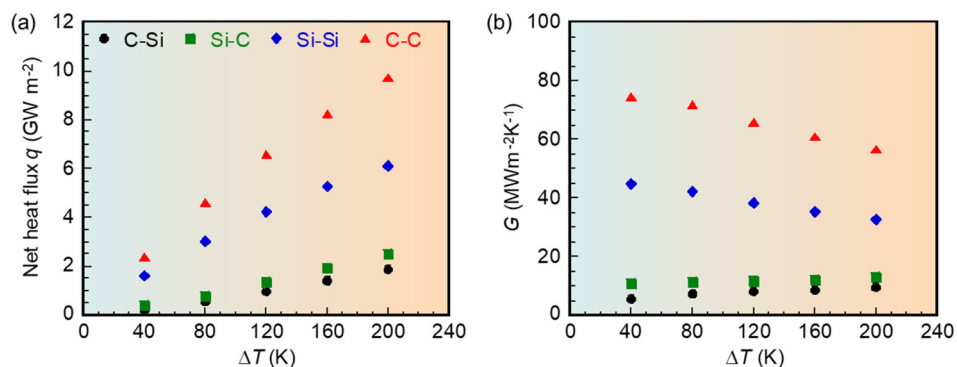 (a)
12
10
8
6
4
2
0
Net heat flux q (GW m-2)
C-Si Si-C Si-Si C-C
0 40 80 120 160 200 240
ΔT (K)
(b)
100
80
60
40
20
0
G (MWm-2K-1)
0 40 80 120 160 200 240
ΔT (K)